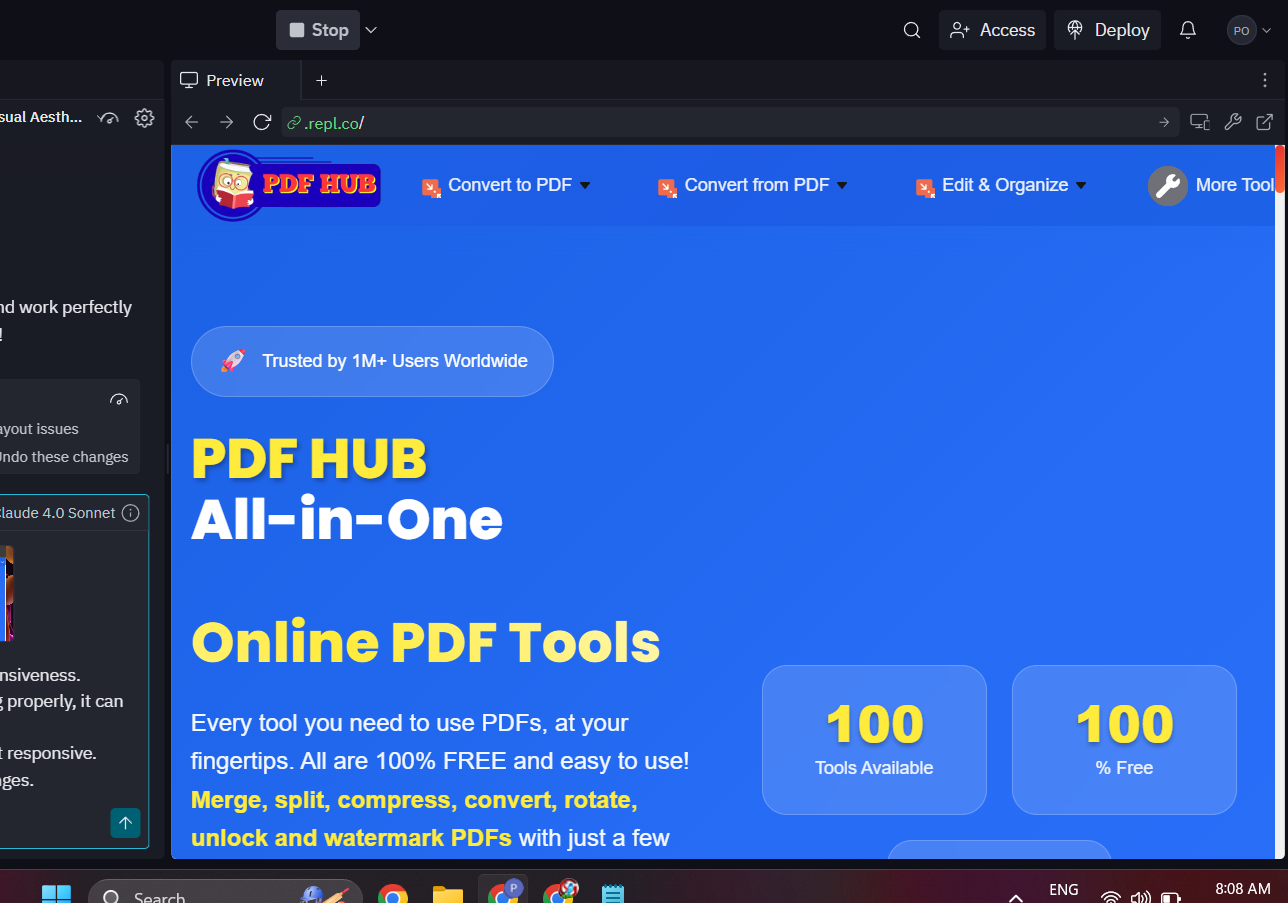 Stop
Access
Deploy
PO
sual Aesth...
Preview
.repl.co/
PDF HUB
Convert to PDF
Convert from PDF
Edit & Organize
More Tool
nd work perfectly
!
ayout issues
Undo these changes
Claude 4.0 Sonnet
nsiveness.
g properly, it can
t responsive.
ges.
Trusted by 1M+ Users Worldwide
PDF HUB
All-in-One
Online PDF Tools
Every tool you need to use PDFs, at your
fingertips. All are 100% FREE and easy to use!
Merge, split, compress, convert, rotate,
unlock and watermark PDFs with just a few
100
Tools Available
100
% Free
Search
P
ENG
8:08 AM